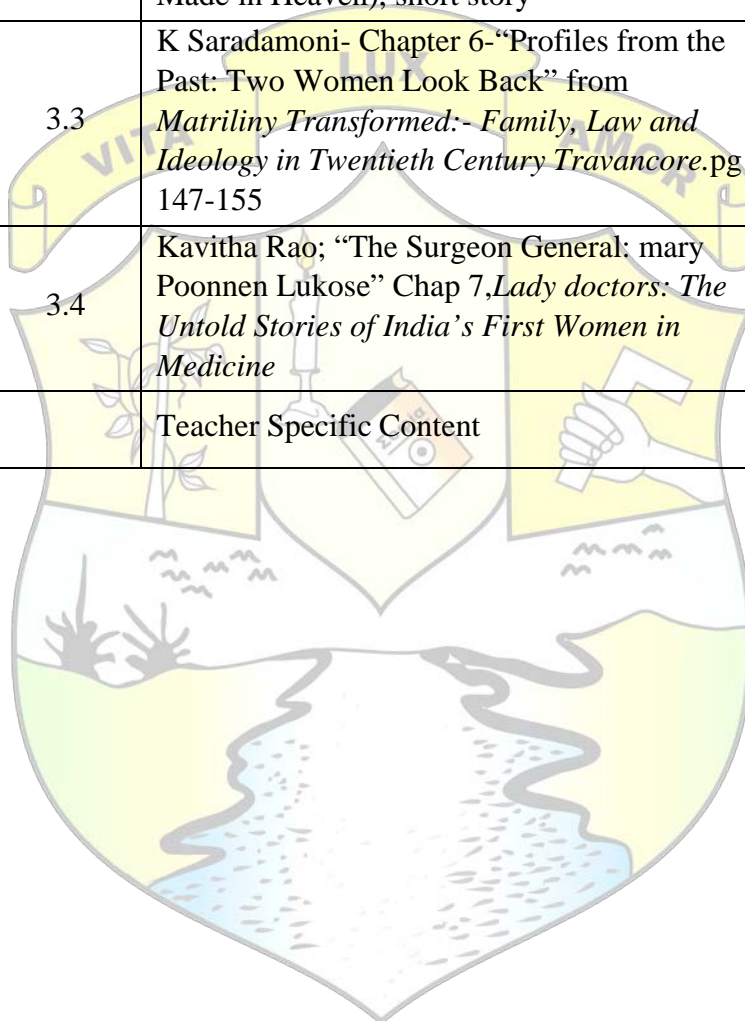 Made in Heaven), short story
3.3
K Saradamoni- Chapter 6-“Profiles from the
Past: Two Women Look Back” from
Matriliny Transformed:- Family, Law and
Ideology in Twentieth Century Travancore.pg
147-155
3.4
Kavitha Rao; “The Surgeon General: mary
Poonnen Lukose” Chap 7,Lady doctors: The
Untold Stories of India’s First Women in
Medicine
Teacher Specific Content
VITA
LUX
AMOR